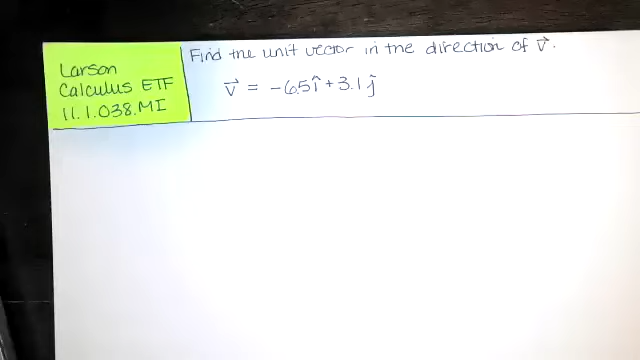 Larson
Calculus ETF
11.1.038.MI
Find the unit vector in the direction of v⃗.
v⃗ = -6.5î + 3.1ĵ